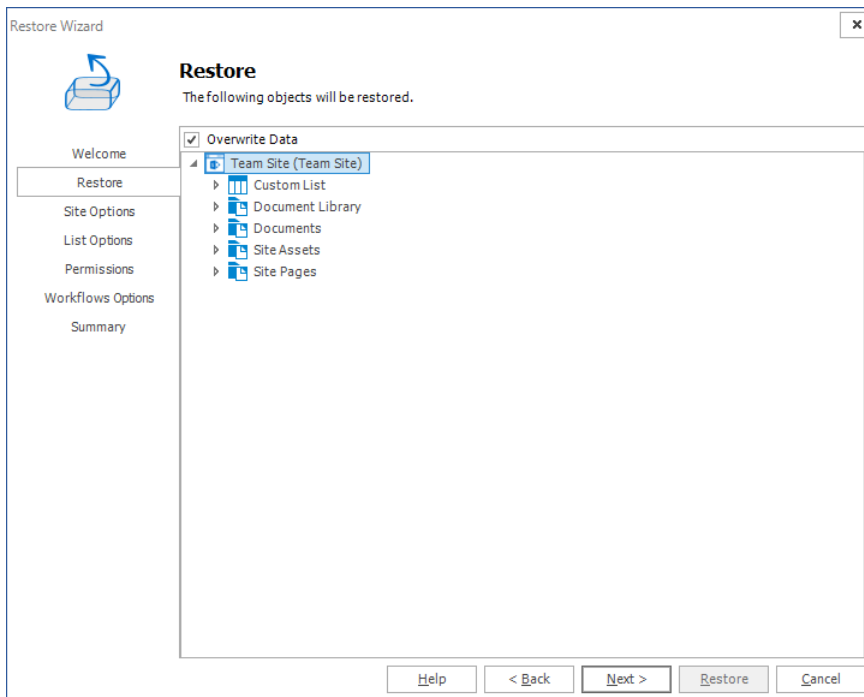 Restore Wizard
Restore
The following objects will be restored.
Welcome
Restore
Site Options
List Options
Permissions
Workflows Options
Summary
Overwrite Data
Team Site (Team Site)
Custom List
Document Library
Documents
Site Assets
Site Pages
Help
< Back
Next >
Restore
Cancel